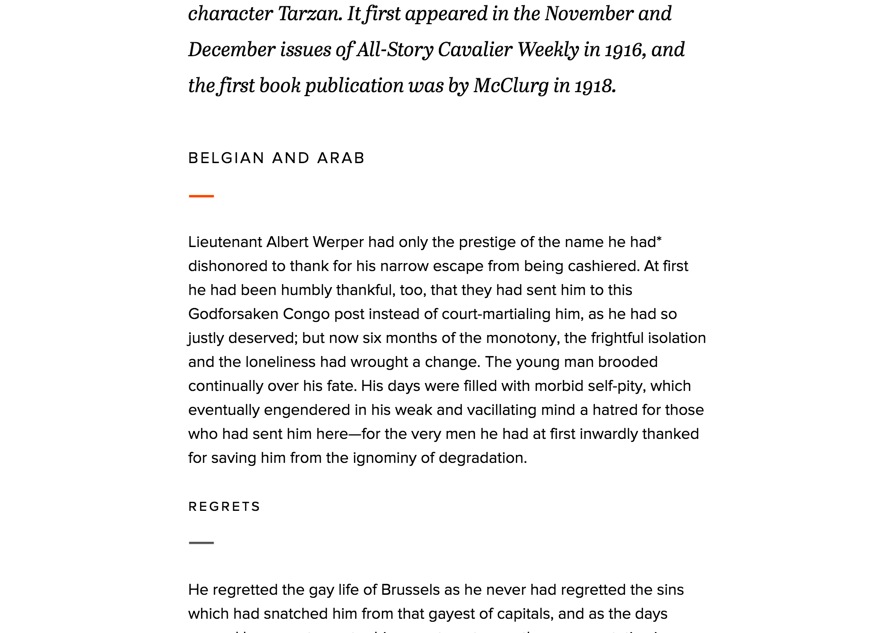 character Tarzan. It first appeared in the November and
December issues of All-Story Cavalier Weekly in 1916, and
the first book publication was by McClurg in 1918.
BELGIAN AND ARAB
Lieutenant Albert Werper had only the prestige of the name he had*
dishonored to thank for his narrow escape from being cashiered. At first
he had been humbly thankful, too, that they had sent him to this
Godforsaken Congo post instead of court-martialing him, as he had so
justly deserved; but now six months of the monotony, the frightful isolation
and the loneliness had wrought a change. The young man brooded
continually over his fate. His days were filled with morbid self-pity, which
eventually engendered in his weak and vacillating mind a hatred for those
who had sent him here—for the very men he had at first inwardly thanked
for saving him from the ignominy of degradation.
REGRETS
He regretted the gay life of Brussels as he never had regretted the sins
which had snatched him from that gayest of capitals, and as the days